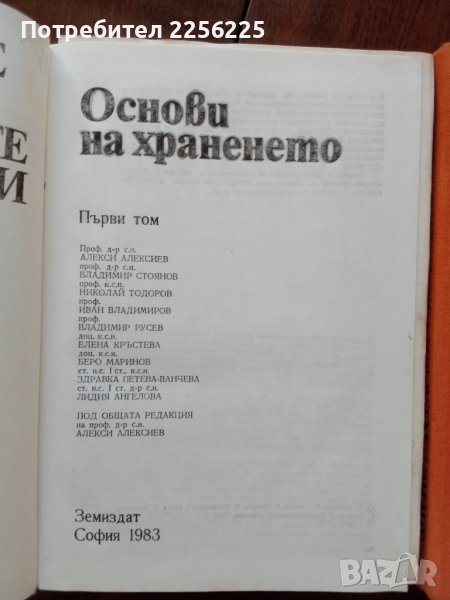 Потребител 2256225
Е
ТЕ
И
Основи
на храненето
Първи том
Проф. д-р с.н.
АЛЕКСИ АЛЕКСИЕВ
проф. д-р с.н.
ВЛАДИМИР СТОЯНОВ
проф. к.с.н.
НИКОЛАЙ ТОДОРОВ
проф.
ИВАН ВЛАДИМИРОВ
проф.
ВЛАДИМИР РУСЕВ
доц. к.с.н.
ЕЛЕНА КРЪСТЕВА
доц. к.с.н.
БЕРО МАРИНОВ
ст. н.с. I ст., к.с.н.
ЗДРАВКА ПЕТЕВА-ВАНЧЕВА
ст. н.с. I ст. д-р с.н.
ЛИДИЯ АНГЕЛОВА
ПОД ОБЩАТА РЕДАКЦИЯ
на проф. д-р с.н.
АЛЕКСИ АЛЕКСИЕВ
Земиздат
София 1983
BAZAR